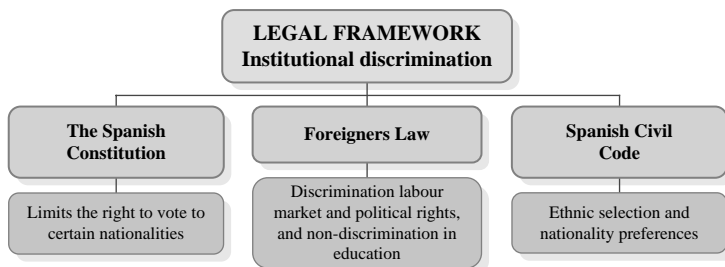 LEGAL FRAMEWORK
Institutional discrimination
The Spanish
Constitution
Foreigners Law
Spanish Civil
Code
Limits the right to vote to
certain nationalities
Discrimination labour
market and political rights,
and non-discrimination in
education
Ethnic selection and
nationality preferences